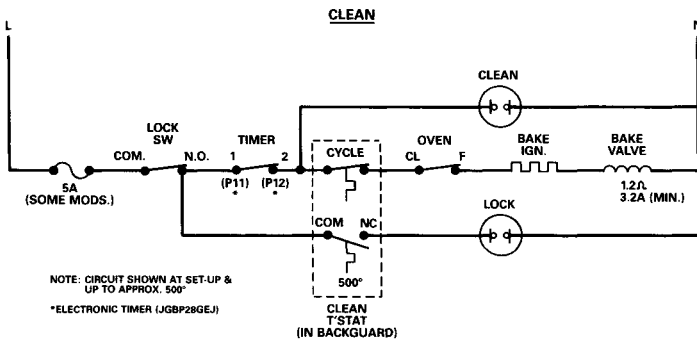 CLEAN
L
N
CLEAN
LOCK
SW
TIMER
OVEN
BAKE
IGN.
BAKE
VALVE
COM.
N.O.
1
2
CYCLE
CL
F
5A
(SOME MODS.)
(P11)
*
(P12)
*
1.2Ω
3.2A (MIN.)
COM
NC
LOCK
500°
NOTE: CIRCUIT SHOWN AT SET-UP &
UP TO APPROX. 500°
*ELECTRONIC TIMER (JGBP28GEJ)
CLEAN
T'STAT
(IN BACKGUARD)